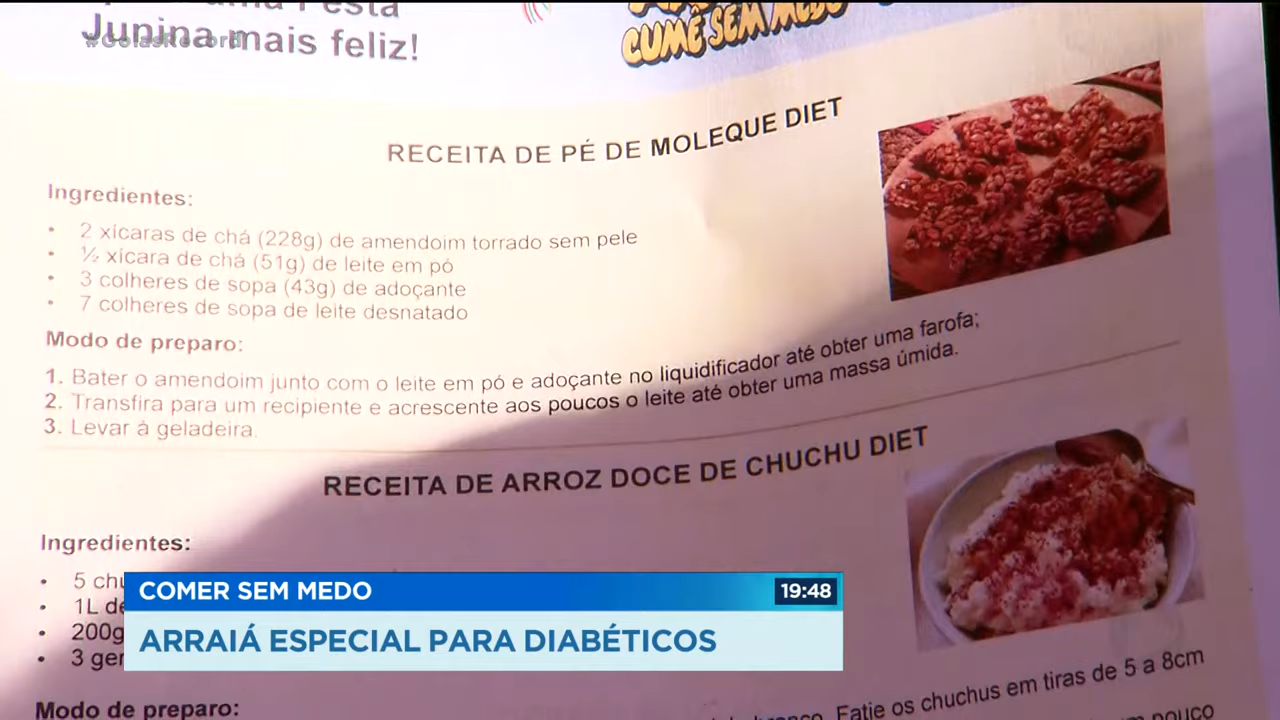 Festa
Junina mais feliz!
#GoiásRecord
CUMÊ SEM MEDO
RECEITA DE PÉ DE MOLEQUE DIET
Ingredientes:
• 2 xícaras de chá (228g) de amendoim torrado sem pele
• ½ xícara de chá (51g) de leite em pó
• 3 colheres de sopa (43g) de adoçante
• 7 colheres de sopa de leite desnatado
Modo de preparo:
1. Bater o amendoim junto com o leite em pó e adoçante no liquidificador até obter uma farofa;
2. Transfira para um recipiente e acrescente aos poucos o leite até obter uma massa úmida.
3. Levar à geladeira.
RECEITA DE ARROZ DOCE DE CHUCHU DIET
Ingredientes:
• 5
• 1L
• 200g
• 3
COMER SEM MEDO
19:48
ARRAIÁ ESPECIAL PARA DIABÉTICOS
Modo de preparo:
Fatie os chuchus em tiras de 5 a 8cm
pouco